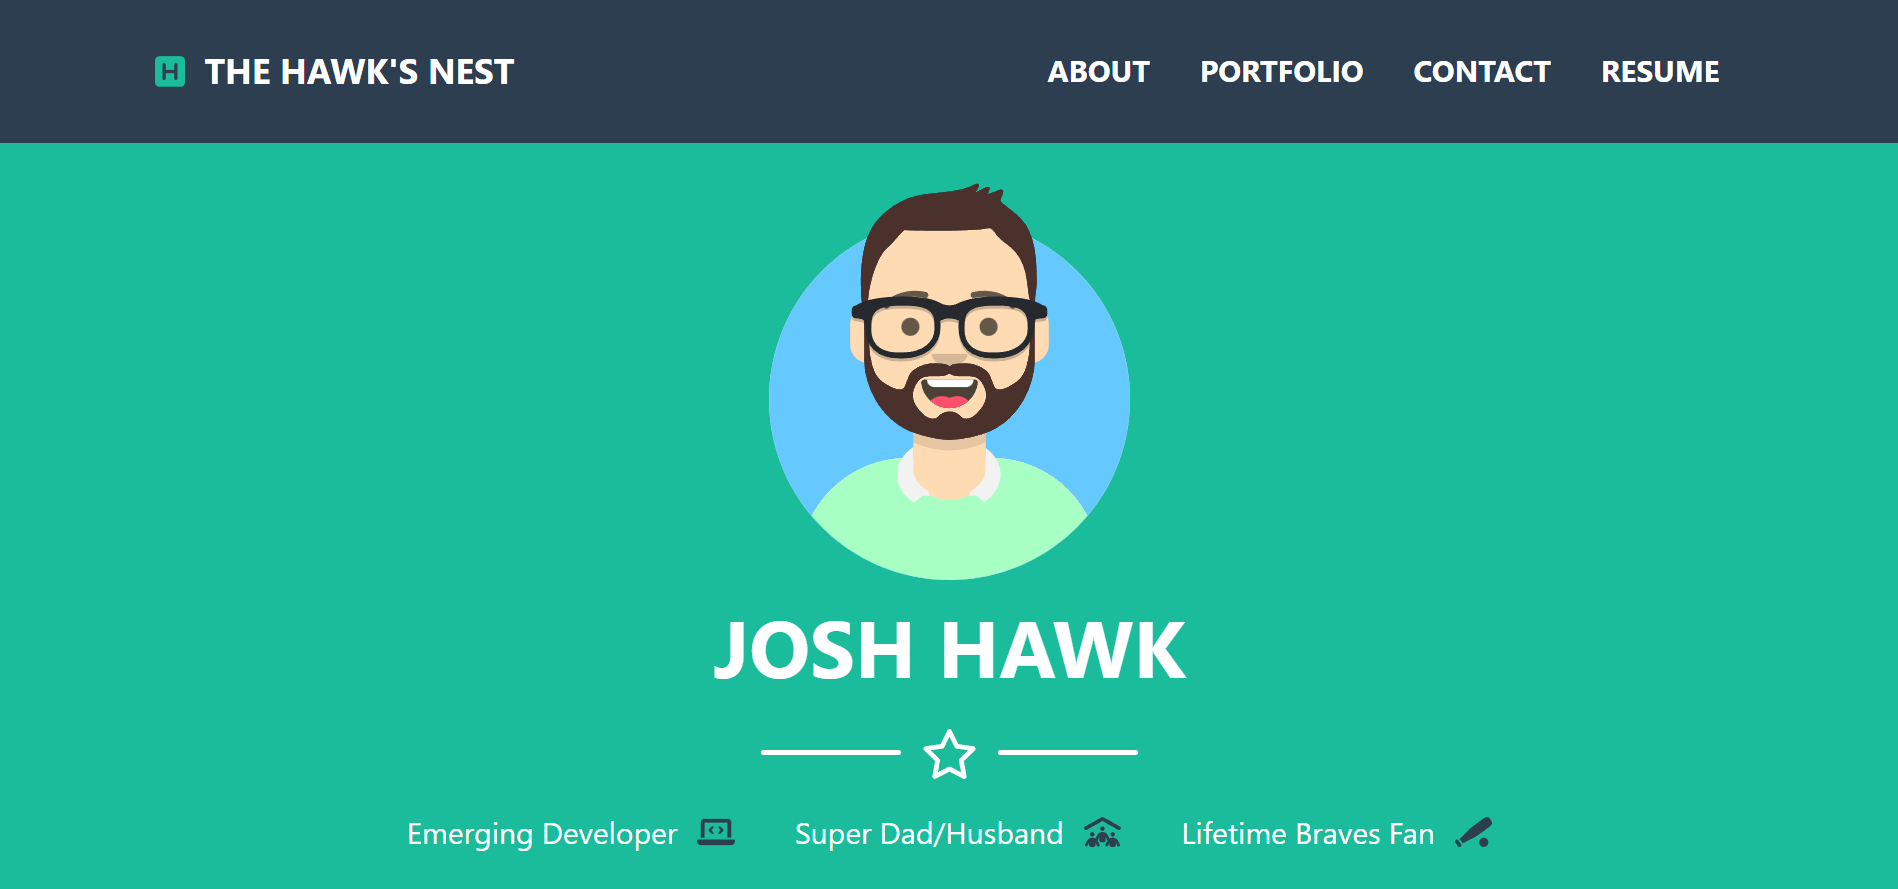 H THE HAWK'S NEST
ABOUT PORTFOLIO CONTACT RESUME
JOSH HAWK
Emerging Developer Super Dad/Husband Lifetime Braves Fan